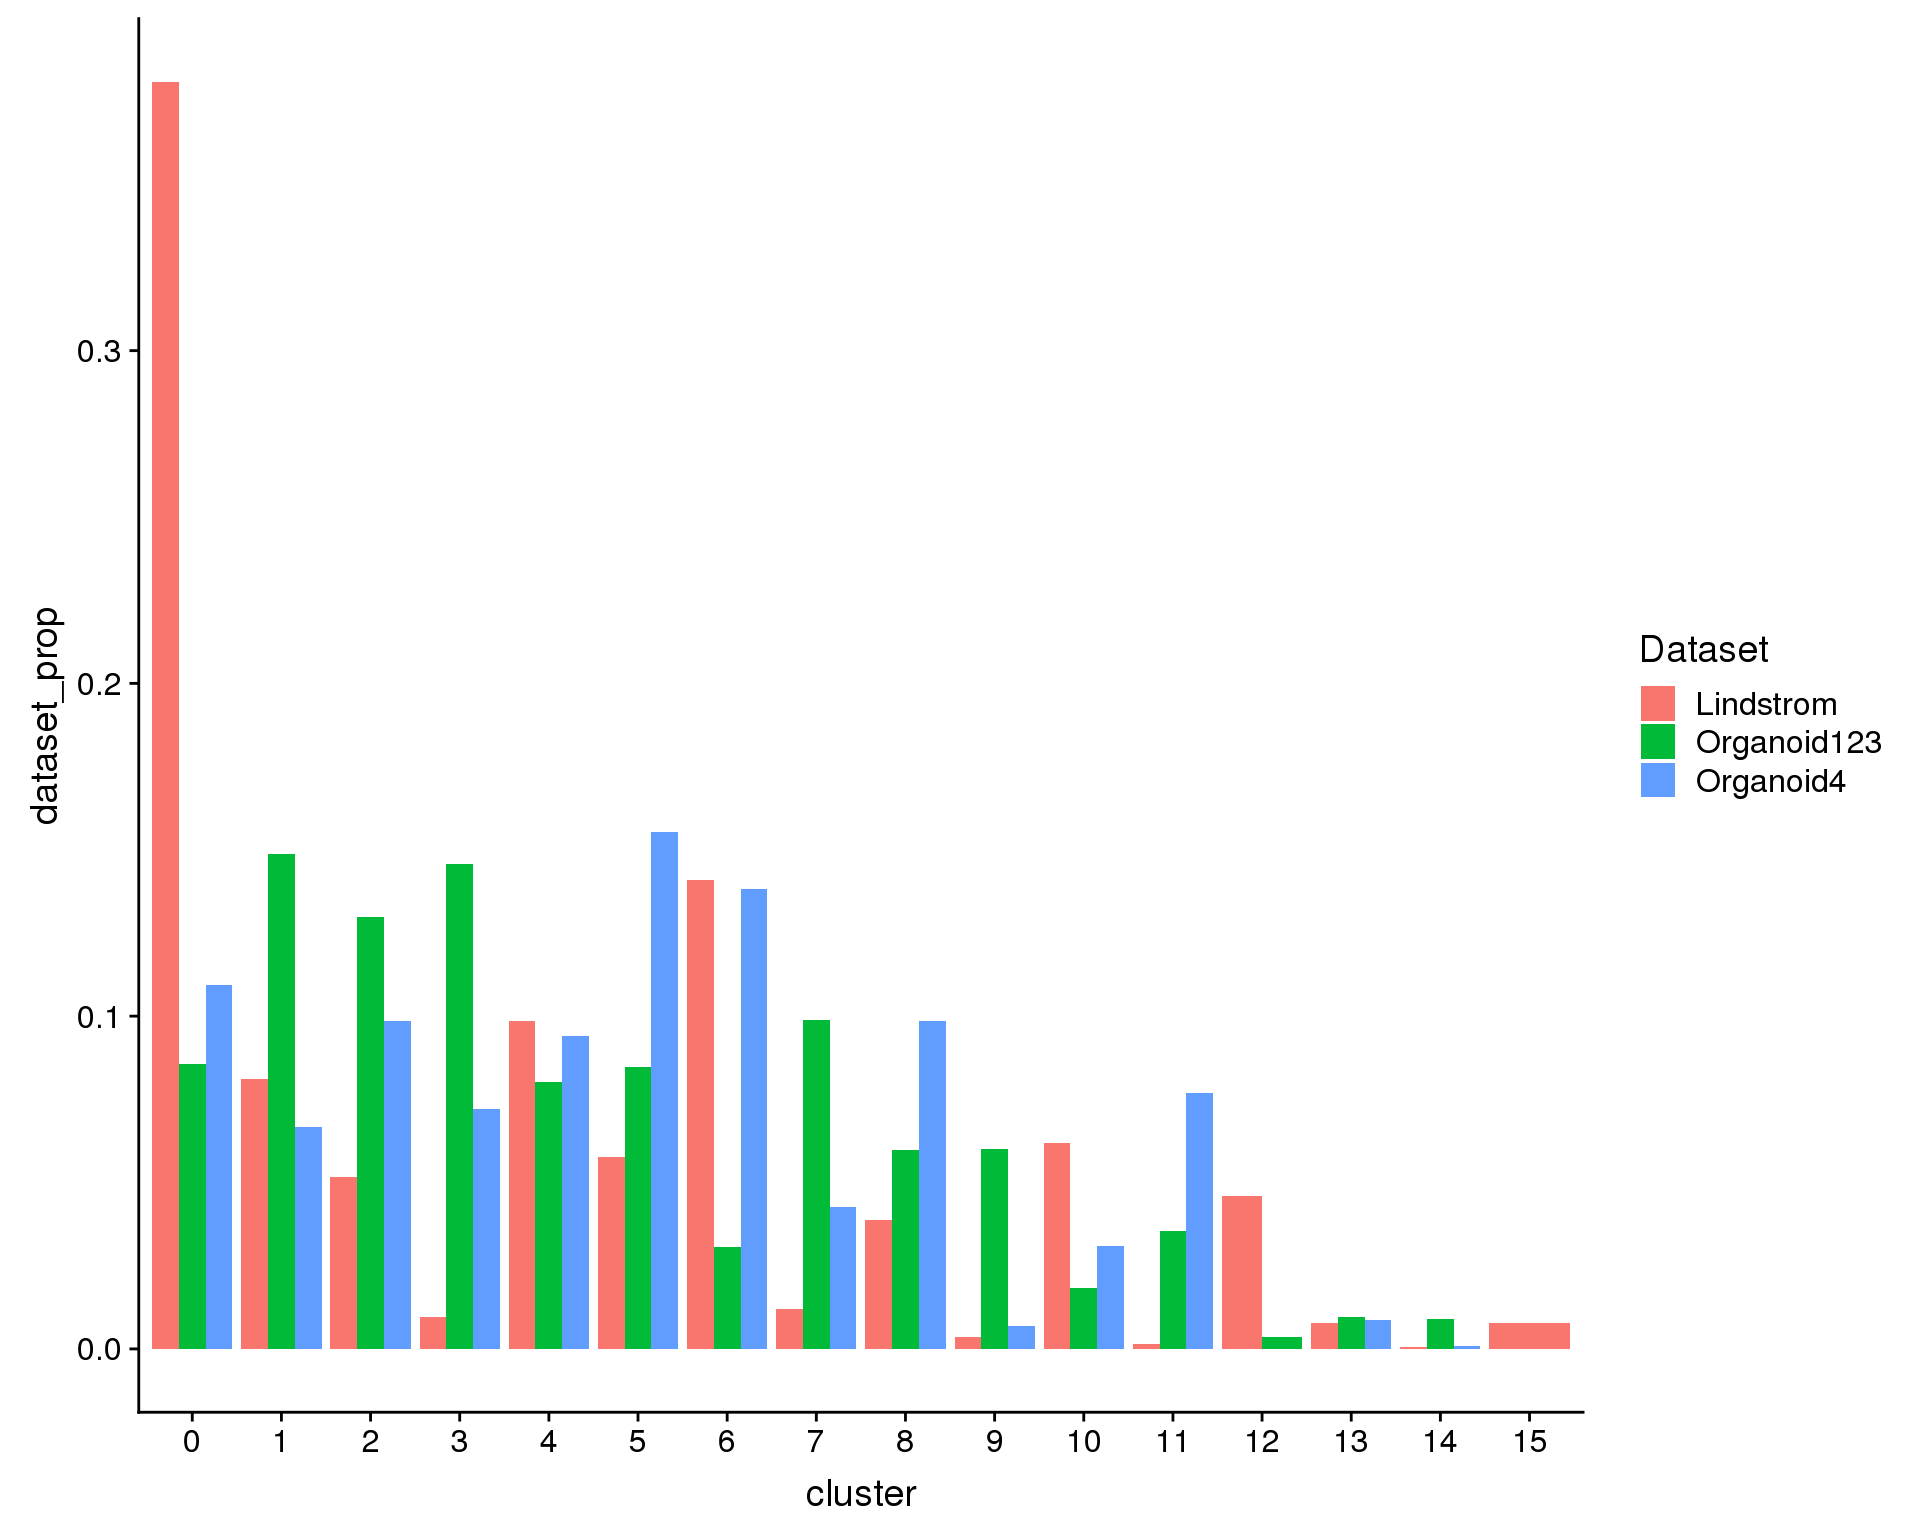 0.3
0.2
0.1
0.0
dataset_prop
0 1 2 3 4 5 6 7 8 9 10 11 12 13 14 15
cluster
Dataset
Lindstrom
Organoid123
Organoid4